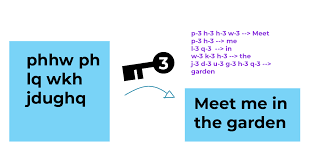 phhw ph
lq wkh
jdughq
3
p-3 h-3 h-3 w-3 --> Meet
p-3 h-3 --> me
l-3 q-3 --> in
w-3 k-3 h-3 --> the
j-3 d-3 u-3 g-3 h-3 q-3 -->
garden
Meet me in
the garden